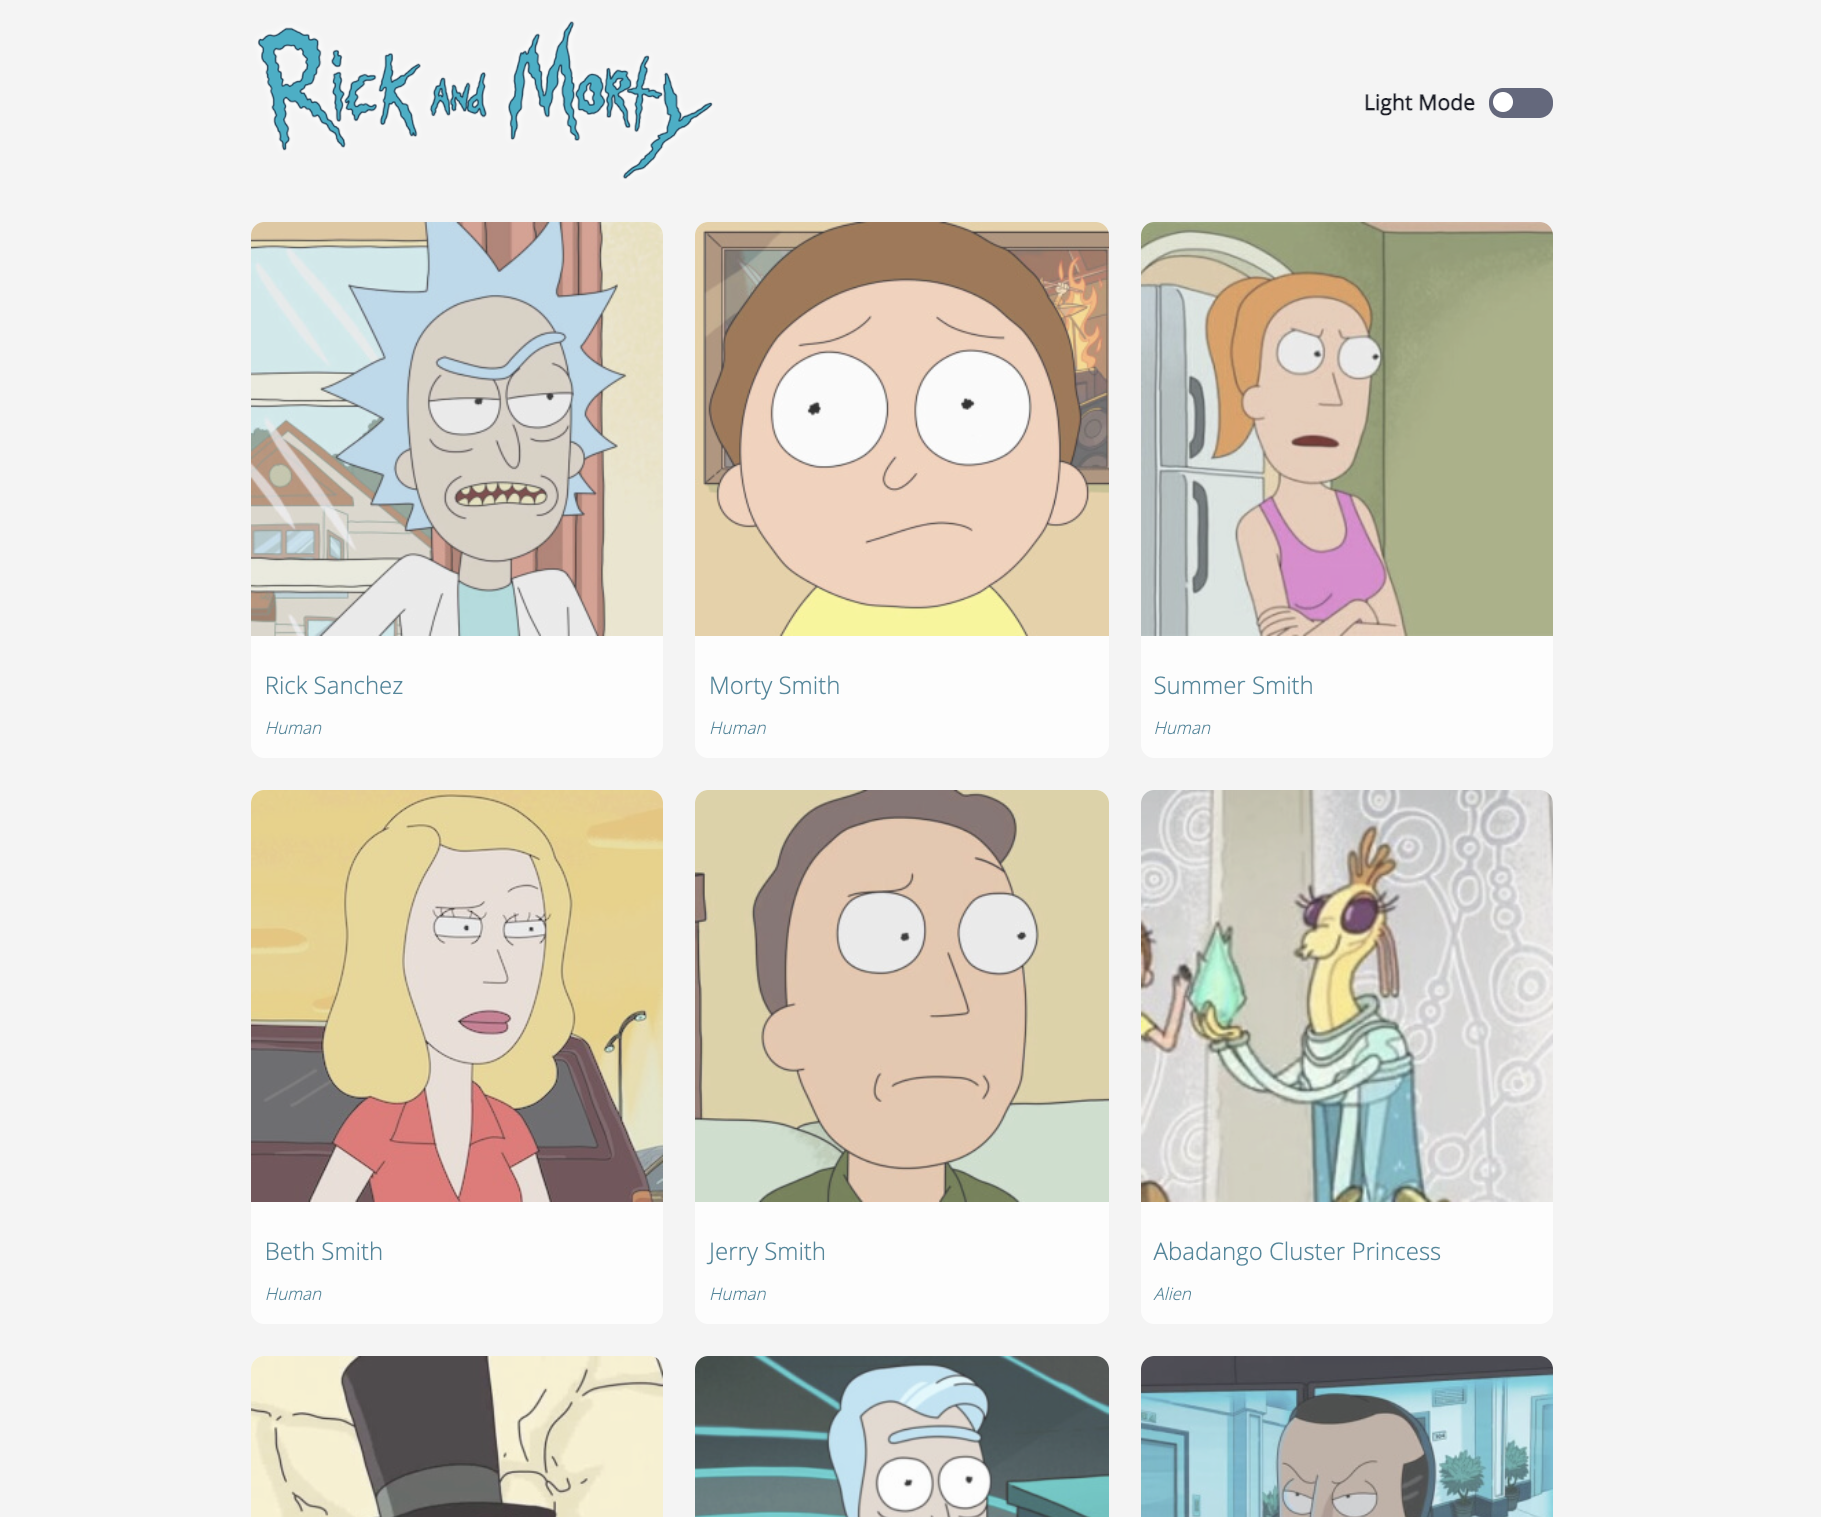 Rick and Morty
Light Mode
Rick Sanchez
Human
Morty Smith
Human
Summer Smith
Human
Beth Smith
Human
Jerry Smith
Human
Abadango Cluster Princess
Alien